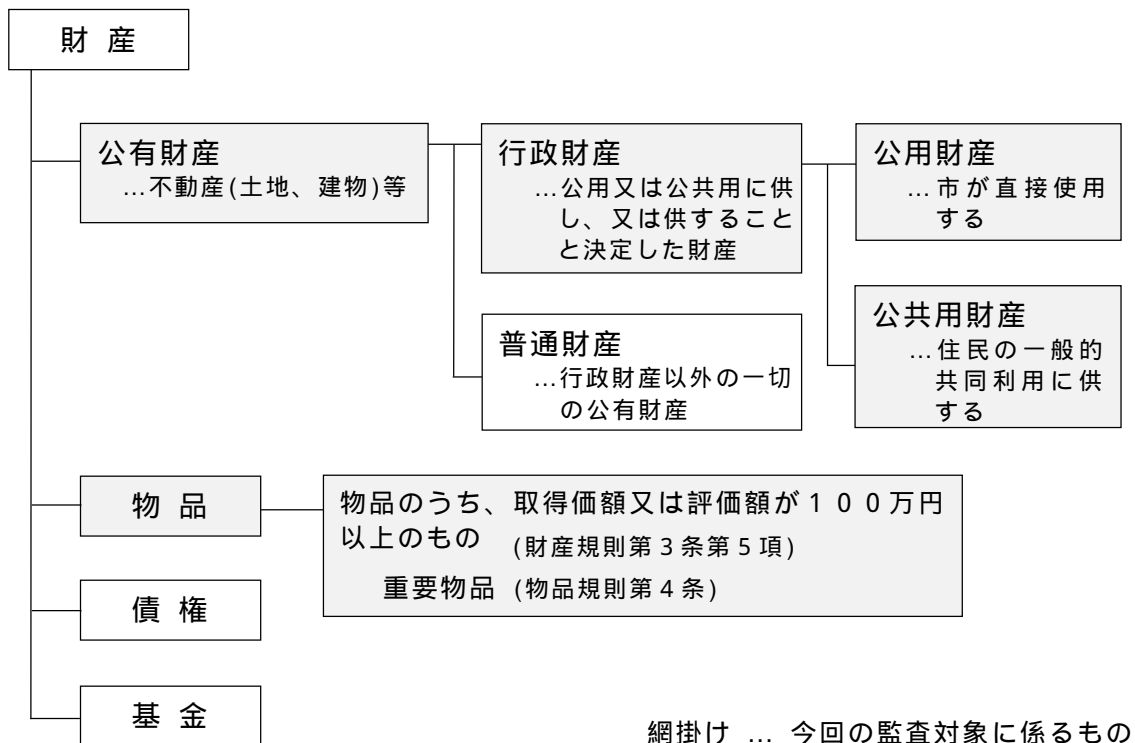 財産
公有財産
…不動産(土地、建物)等
行政財産
…公用又は公共用に供
し、又は供すること
と決定した財産
公用財産
…市が直接使用
する
公共用財産
…住民の一般的
共同利用に供
する
普通財産
…行政財産以外の一切
の公有財産
物品
物品のうち、取得価額又は評価額が100万円
以上のもの (財産規則第3条第5項)
重要物品 (物品規則第4条)
債権
基金
網掛け … 今回の監査対象に係るもの